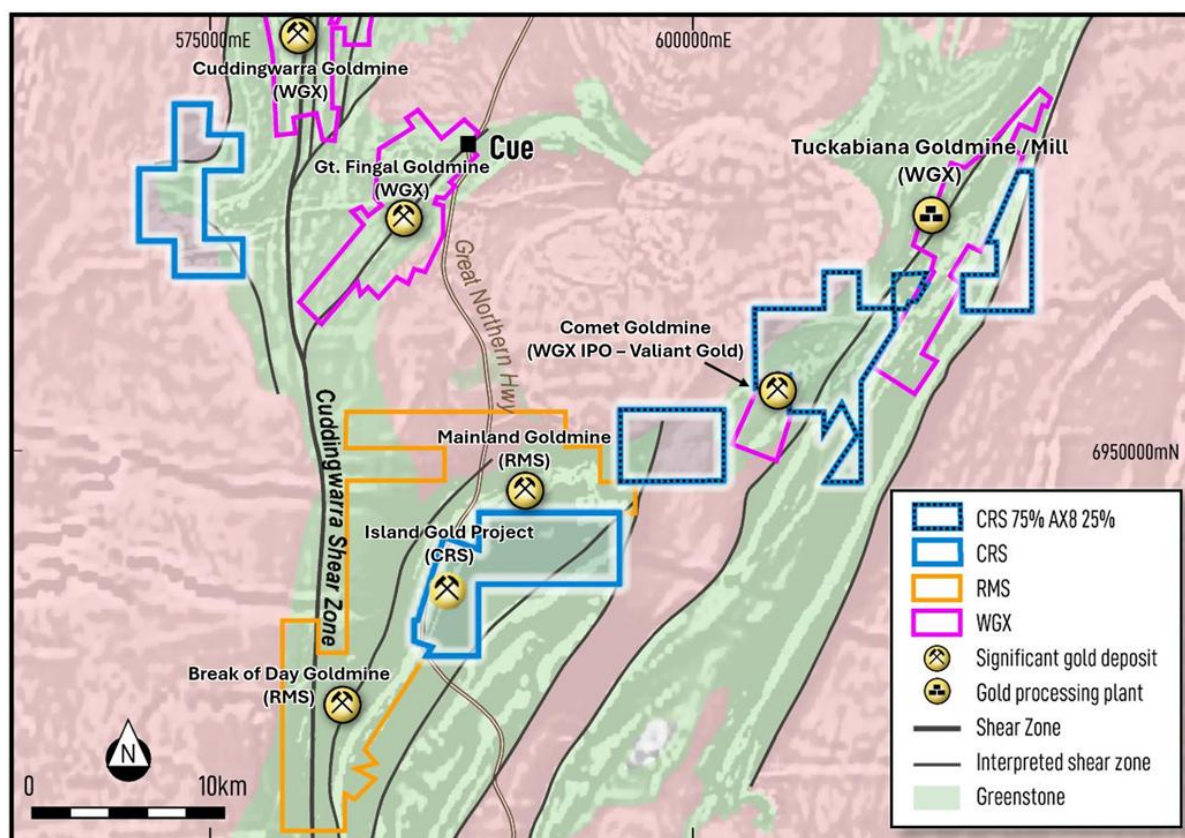 575000mE
600000mE
Cuddingwarra Goldmine
(WGX)
Cue
Gt. Fingal Goldmine
(WGX)
Tuckabiana Goldmine /Mill
(WGX)
Great Northern Hwy
Comet Goldmine
(WGX IPO – Valiant Gold)
Cuddingwarra Shear Zone
Mainland Goldmine
(RMS)
6950000mN
Island Gold Project
(CRS)
Break of Day Goldmine
(RMS)
N
0 10km
CRS 75% AX8 25%
CRS
RMS
WGX
Significant gold deposit
Gold processing plant
Shear Zone
Interpreted shear zone
Greenstone